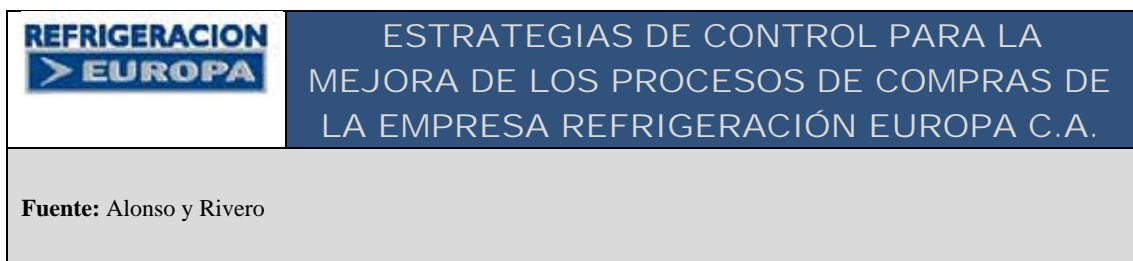 REFRIGERACION
> EUROPA
ESTRATEGIAS DE CONTROL PARA LA
MEJORA DE LOS PROCESOS DE COMPRAS DE
LA EMPRESA REFRIGERACIÓN EUROPA C.A.
Fuente: Alonso y Rivero